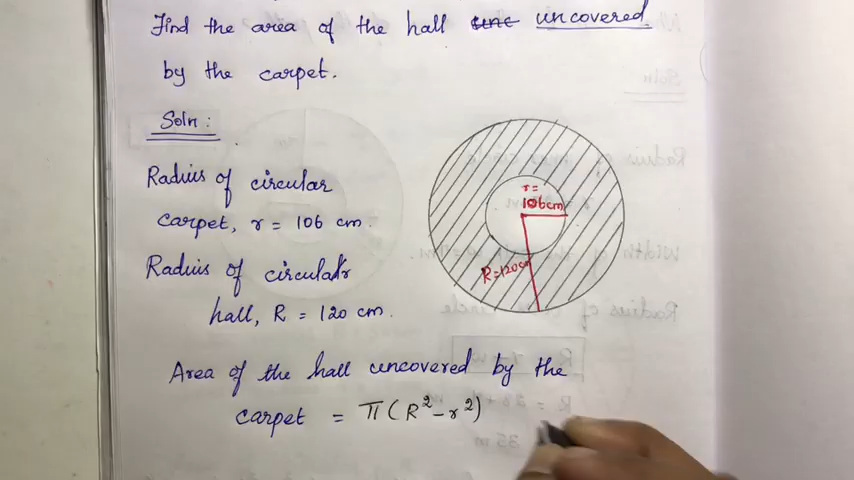 Find the area of the hall uncovered
by the carpet.
Soln:
Radius of circular
carpet, r = 106 cm.
Radius of circular
hall, R = 120 cm.
r=
106cm
R=120cm
Area of the hall uncovered by the
carpet = π(R²-r²)